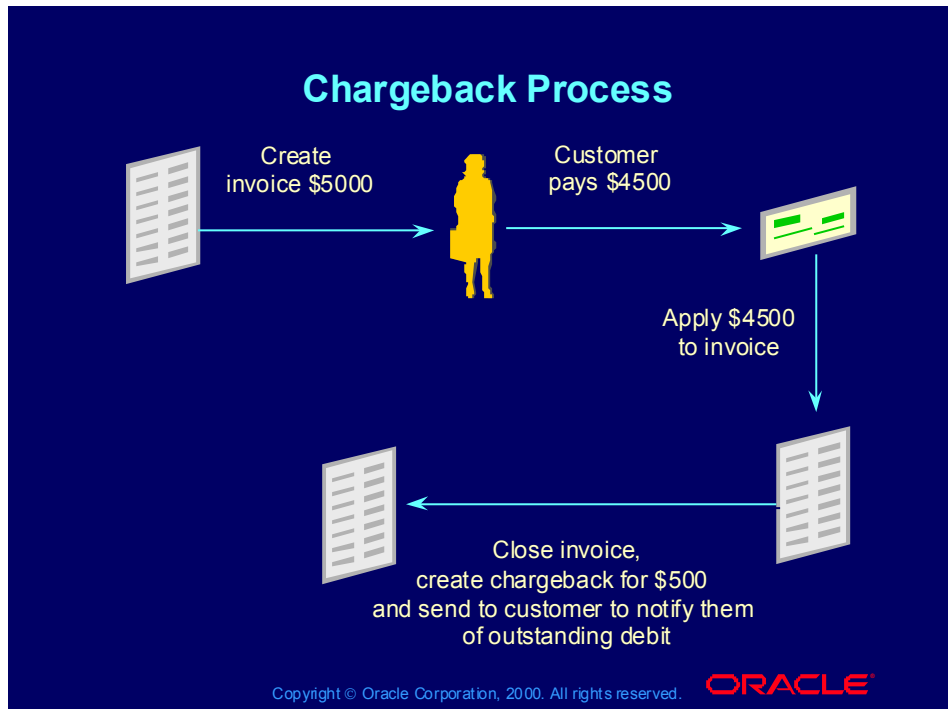 Chargeback Process
Create
invoice $5000
Customer
pays $4500
Apply $4500
to invoice
Close invoice,
create chargeback for $500
and send to customer to notify them
of outstanding debit
Copyright © Oracle Corporation, 2000. All rights reserved.
ORACLE®